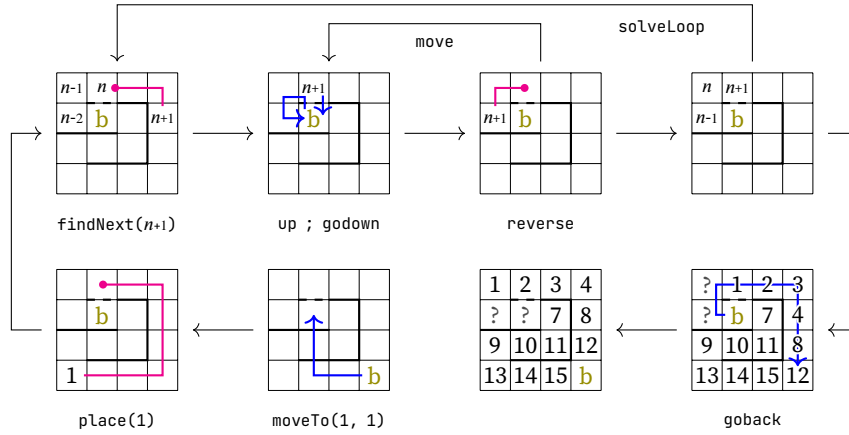 solveLoop
move
n-1 n
n-2 b n+1
n+1
b
n+1 b
n n+1
n-1 b
findNext(n+1)
up ; godown
reverse
b
1
b
1 2 3 4
? ? 7 8
9 10 11 12
13 14 15 b
? 1 2 3
? b 7 4
9 10 11 8
13 14 15 12
place(1)
moveTo(1, 1)
goback